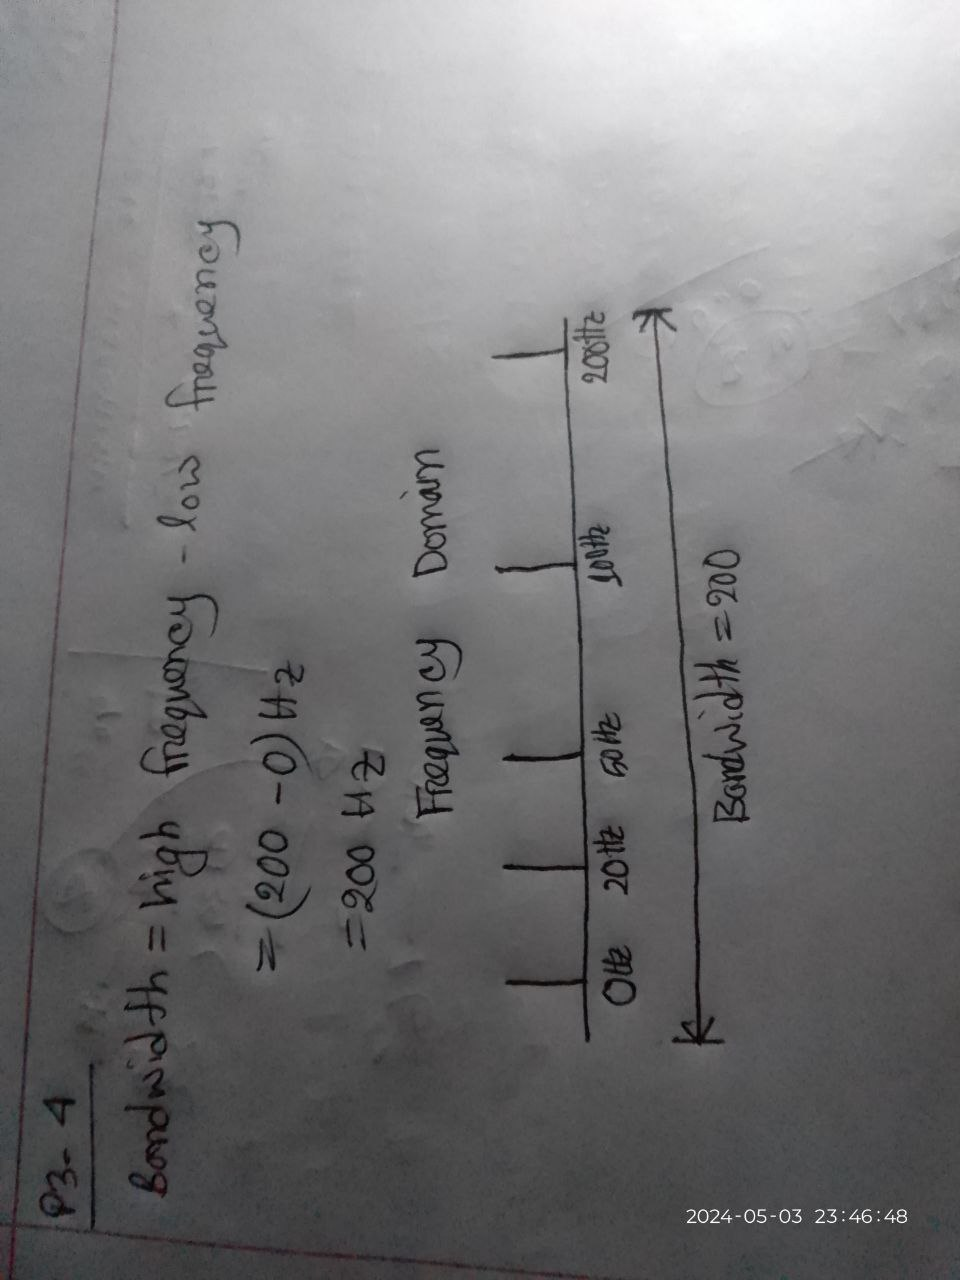 P3-4
Bandwidth = high frequency - low frequency
= (200 - 0) Hz
= 200 Hz
Frequency Domain
0Hz 20Hz 50Hz 100Hz 200Hz
Bandwidth = 200
2024-05-03 23:46:48